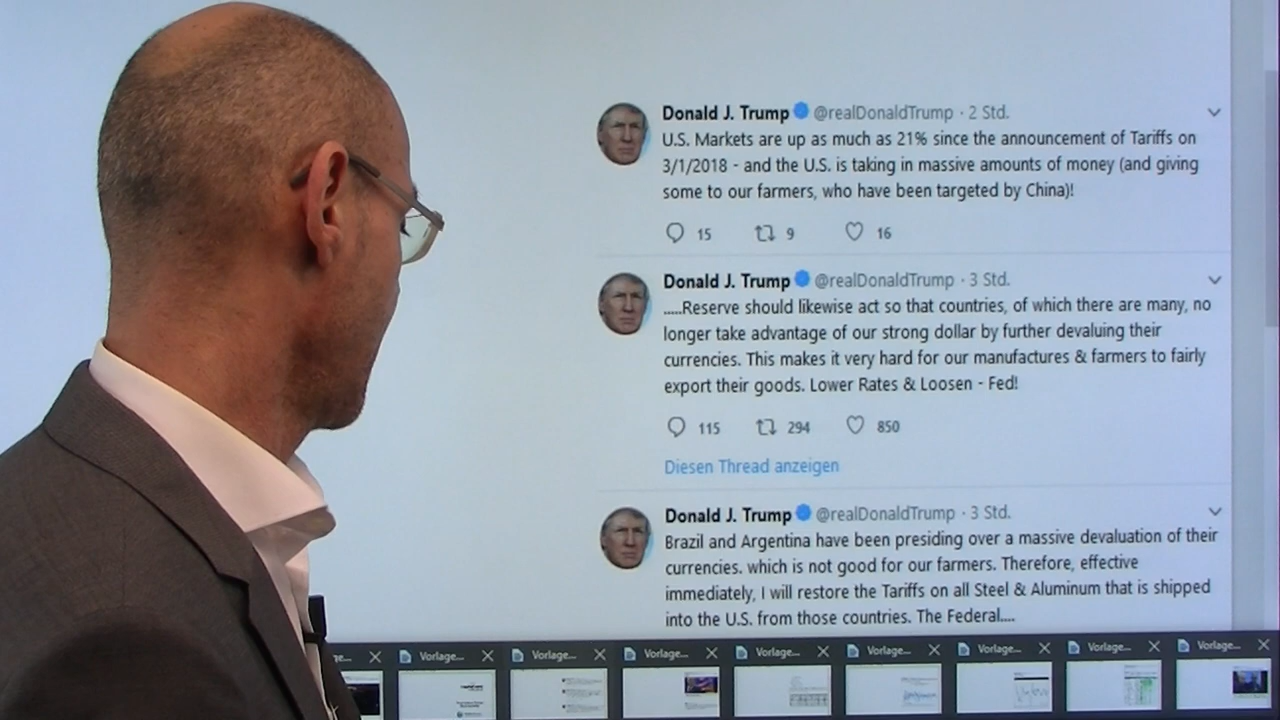 Donald J. Trump @realDonaldTrump · 2 Std.
U.S. Markets are up as much as 21% since the announcement of Tariffs on
3/1/2018 - and the U.S. is taking in massive amounts of money (and giving
some to our farmers, who have been targeted by China)!
15 9 16
Donald J. Trump @realDonaldTrump · 3 Std.
.....Reserve should likewise act so that countries, of which there are many, no
longer take advantage of our strong dollar by further devaluing their
currencies. This makes it very hard for our manufactures & farmers to fairly
export their goods. Lower Rates & Loosen - Fed!
115 294 850
Diesen Thread anzeigen
Donald J. Trump @realDonaldTrump · 3 Std.
Brazil and Argentina have been presiding over a massive devaluation of their
currencies. which is not good for our farmers. Therefore, effective
immediately, I will restore the Tariffs on all Steel & Aluminum that is shipped
into the U.S. from those countries. The Federal....
ge... Vorlage... Vorlage... Vorlage... Vorlage... Vorlage... Vorlage... Vorlage... Vorlage...